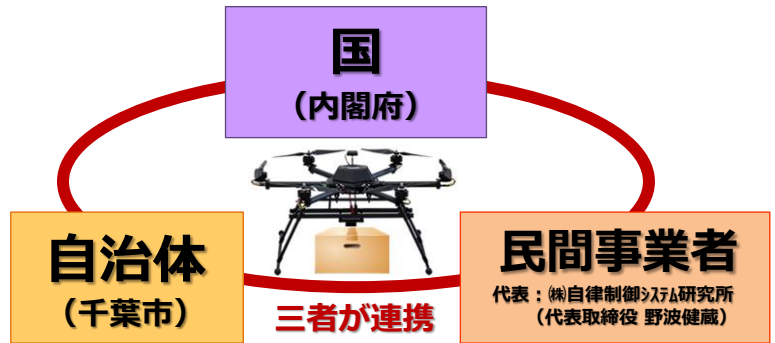 国
（内閣府）
自治体
（千葉市）
民間事業者
代表：㈱自律制御ｼｽﾃﾑ研究所
（代表取締役 野波健蔵）
三者が連携